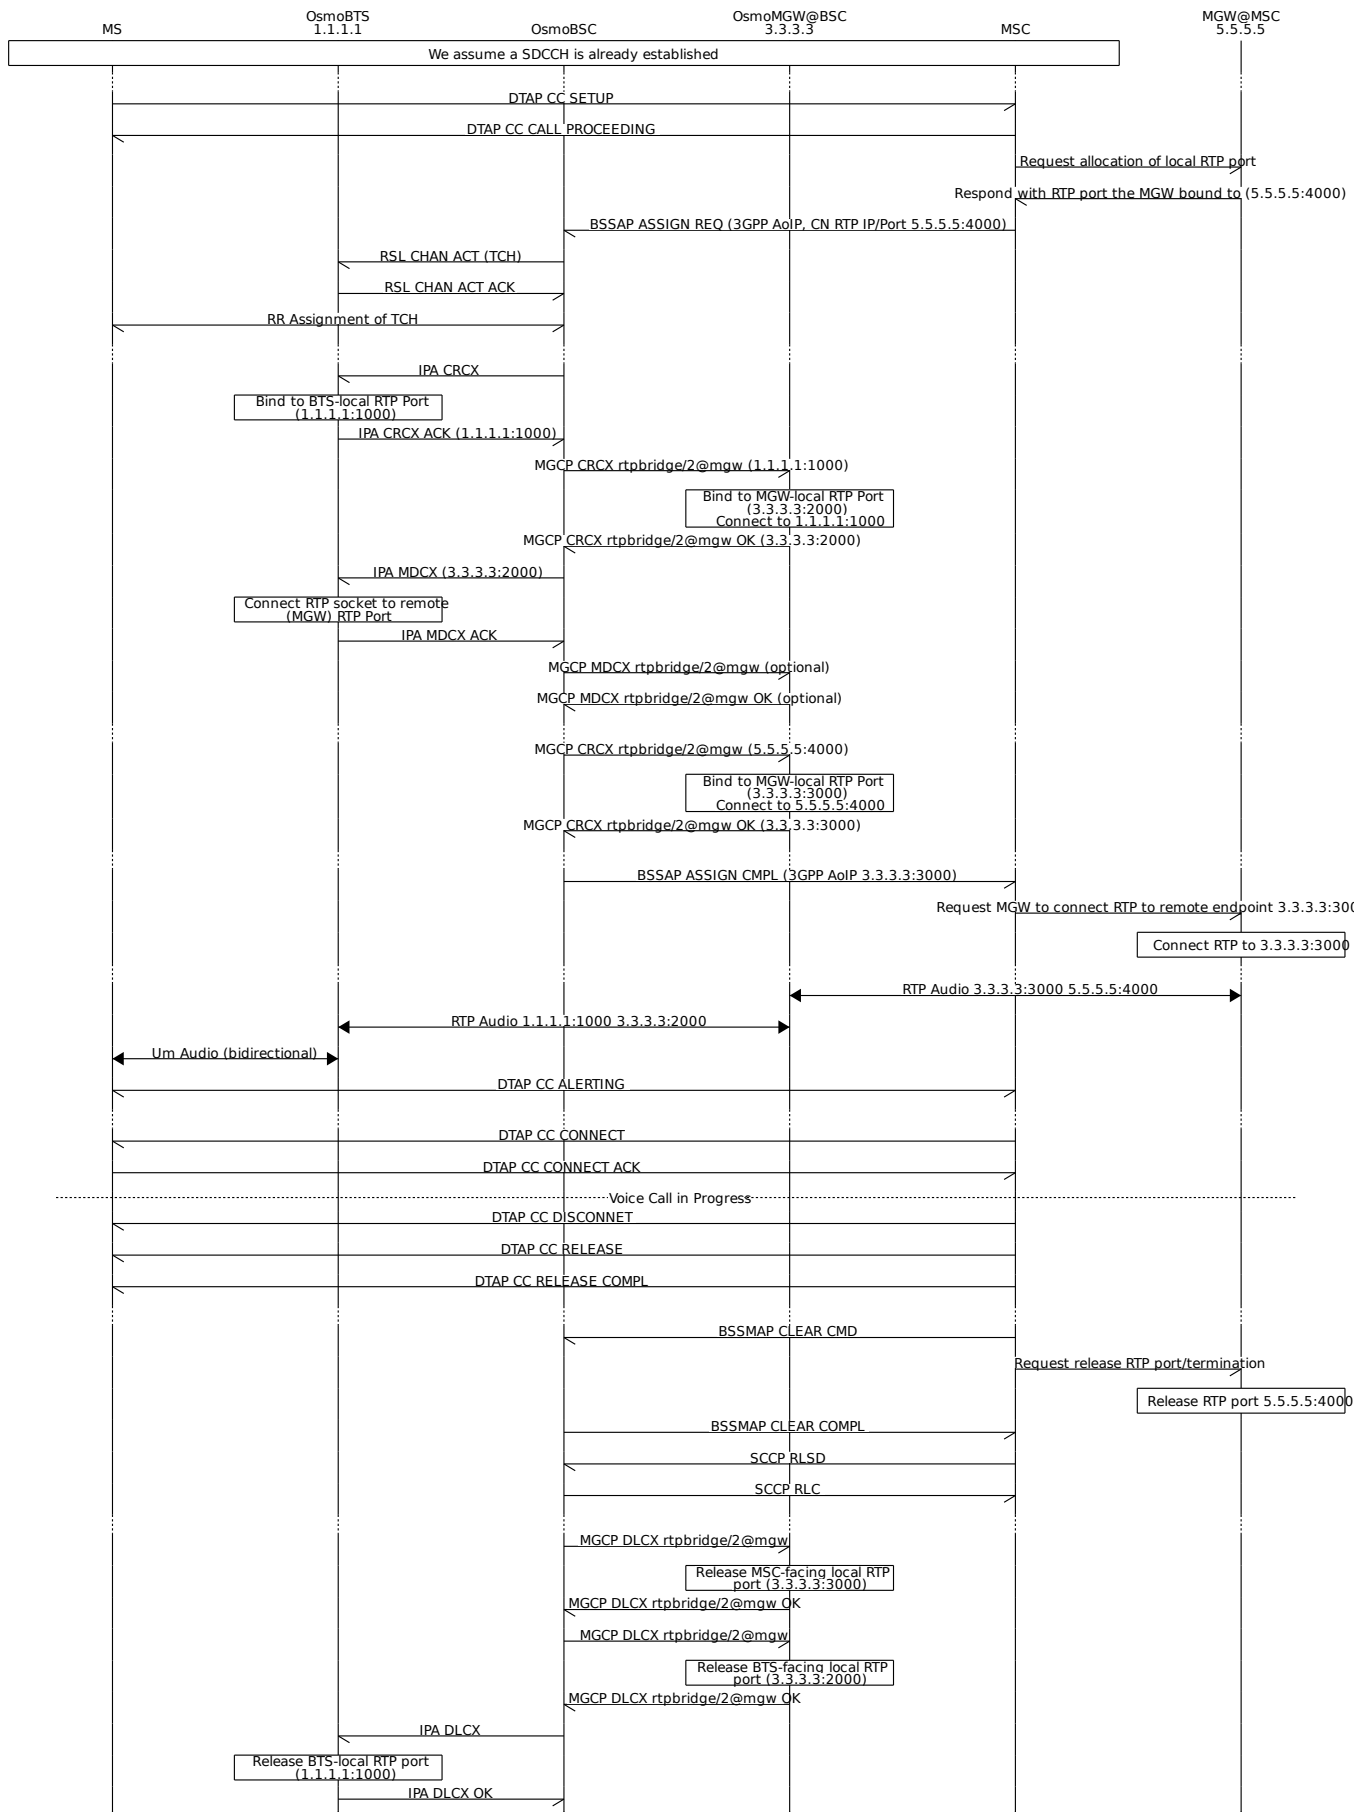 OsmoBTS
OsmoMGW@BSC
MGW@MSC
MS
1.1.1.1
OsmoBSC
3.3.3.3
MSC
5.5.5.5
We assume a SDCCH is already established
DTAP CC SETUP
DTAP CC CALL PROCEEDING
Request allocation of local RTP port
Respond with RTP port the MGW bound to (5.5.5.5:4000)
BSSAP ASSIGN REQ (3GPP AoIP, CN RTP IP/Port 5.5.5.5:4000)
RSL CHAN ACT (TCH)
RSL CHAN ACT ACK
RR Assignment of TCH
IPA CRCX
Bind to BTS-local RTP Port
(1.1.1.1:1000)
IPA CRCX ACK (1.1.1.1:1000)
MGCP CRCX rtpbridge/2@mgw (1.1.1.1:1000)
Bind to MGW-local RTP Port
(3.3.3.3:2000)
Connect to 1.1.1.1:1000
MGCP CRCX rtpbridge/2@mgw OK (3.3.3.3:2000)
IPA MDCX (3.3.3.3:2000)
Connect RTP socket to remote
(MGW) RTP Port
IPA MDCX ACK
MGCP MDCX rtpbridge/2@mgw (optional)
MGCP MDCX rtpbridge/2@mgw OK (optional)
MGCP CRCX rtpbridge/2@mgw (5.5.5.5:4000)
Bind to MGW-local RTP Port
(3.3.3.3:3000)
Connect to 5.5.5.5:4000
MGCP CRCX rtpbridge/2@mgw OK (3.3.3.3:3000)
BSSAP ASSIGN CMPL (3GPP AoIP 3.3.3.3:3000)
Request MGW to connect RTP to remote endpoint 3.3.3.3:300
Connect RTP to 3.3.3.3:3000
RTP Audio 3.3.3.3:3000 5.5.5.5:4000
RTP Audio 1.1.1.1:1000 3.3.3.3:2000
Um Audio (bidirectional)
DTAP CC ALERTING
DTAP CC CONNECT
DTAP CC CONNECT ACK
Voice Call in Progress
DTAP CC DISCONNET
DTAP CC RELEASE
DTAP CC RELEASE COMPL
BSSMAP CLEAR CMD
Request release RTP port/termination
Release RTP port 5.5.5.5:4000
BSSMAP CLEAR COMPL
SCCP RLSD
SCCP RLC
MGCP DLCX rtpbridge/2@mgw
Release MSC-facing local RTP
port (3.3.3.3:3000)
MGCP DLCX rtpbridge/2@mgw OK
MGCP DLCX rtpbridge/2@mgw
Release BTS-facing local RTP
port (3.3.3.3:2000)
MGCP DLCX rtpbridge/2@mgw OK
IPA DLCX
Release BTS-local RTP port
(1.1.1.1:1000)
IPA DLCX OK